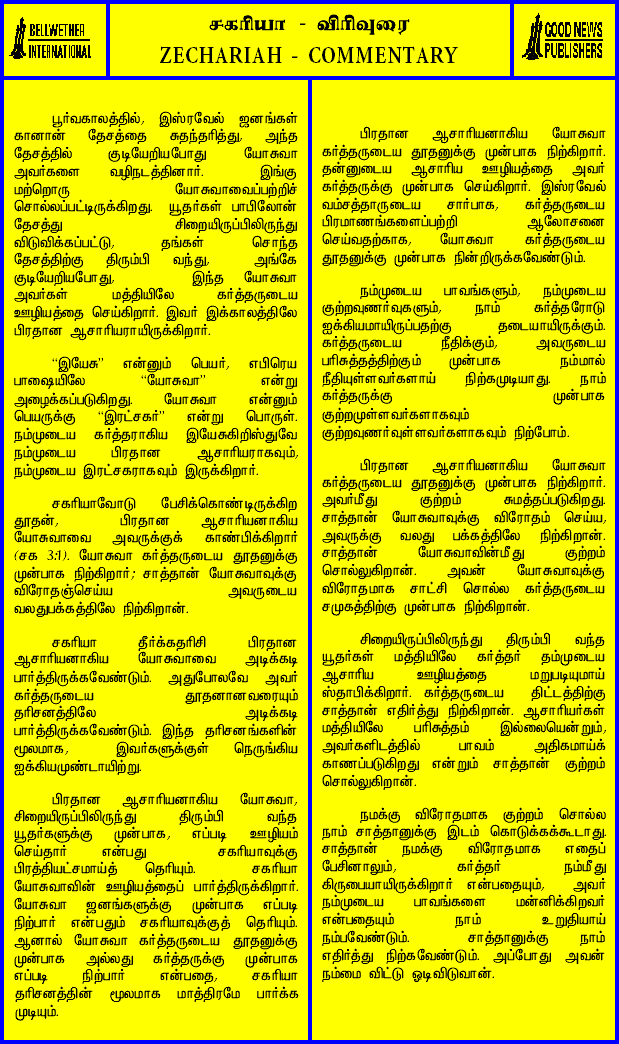 BELLWETHER
INTERNATIONAL
சகரியா - விரிவுரை
ZECHARIAH - COMMENTARY
GOOD NEWS
PUBLISHERS
பூர்வகாலத்தில், இஸ்ரவேல் ஜனங்கள்
கானான் தேசத்தை சுதந்தரித்து, அந்த
தேசத்தில் குடியேறியபோது யோசுவா
அவர்களை வழிநடத்தினார். இங்கு
மற்றொரு யோசுவாவைப்பற்றிச்
சொல்லப்பட்டிருக்கிறது. யூதர்கள் பாபிலோன்
தேசத்து சிறையிருப்பிலிருந்து
விடுவிக்கப்பட்டு, தங்கள் சொந்த
தேசத்திற்கு திரும்பி வந்து, அங்கே
குடியேறியபோது, இந்த யோசுவா
அவர்கள் மத்தியிலே கர்த்தருடைய
ஊழியத்தை செய்கிறார். இவர் இக்காலத்திலே
பிரதான ஆசாரியராயிருக்கிறார்.
“இயேசு” என்னும் பெயர், எபிரெய
பாஷையிலே “யோசுவா” என்று
அழைக்கப்படுகிறது. யோசுவா என்னும்
பெயருக்கு “இரட்சகர்” என்று பொருள்.
நம்முடைய கர்த்தராகிய இயேசுகிறிஸ்துவே
நம்முடைய பிரதான ஆசாரியராகவும்,
நம்முடைய இரட்சகராகவும் இருக்கிறார்.
சகரியாவோடு பேசிக்கொண்டிருக்கிற
தூதன், பிரதான ஆசாரியனாகிய
யோசுவாவை அவருக்குக் காண்பிக்கிறார்
(சக 3:1). யோசுவா கர்த்தருடைய தூதனுக்கு
முன்பாக நிற்கிறார்; சாத்தான் யோசுவாவுக்கு
விரோதஞ்செய்ய அவருடைய
வலதுபக்கத்திலே நிற்கிறான்.
சகரியா தீர்க்கதரிசி பிரதான
ஆசாரியனாகிய யோசுவாவை அடிக்கடி
பார்த்திருக்கவேண்டும். அதுபோலவே அவர்
கர்த்தருடைய தூதனானவரையும்
தரிசனத்திலே அடிக்கடி
பார்த்திருக்கவேண்டும். இந்த தரிசனங்களின்
மூலமாக, இவர்களுக்குள் நெருங்கிய
ஐக்கியமுண்டாயிற்று.
பிரதான ஆசாரியனாகிய யோசுவா,
சிறையிருப்பிலிருந்து திரும்பி வந்த
யூதர்களுக்கு முன்பாக, எப்படி ஊழியம்
செய்தார் என்பது சகரியாவுக்கு
பிரத்தியட்சமாய்த் தெரியும். சகரியா
யோசுவாவின் ஊழியத்தைப் பார்த்திருக்கிறார்.
யோசுவா ஜனங்களுக்கு முன்பாக எப்படி
நிற்பார் என்பதும் சகரியாவுக்குத் தெரியும்.
ஆனால் யோசுவா கர்த்தருடைய தூதனுக்கு
முன்பாக அல்லது கர்த்தருக்கு முன்பாக
எப்படி நிற்பார் என்பதை, சகரியா
தரிசனத்தின் மூலமாக மாத்திரமே பார்க்க
முடியும்.
பிரதான ஆசாரியனாகிய யோசுவா
கர்த்தருடைய தூதனுக்கு முன்பாக நிற்கிறார்.
தன்னுடைய ஆசாரிய ஊழியத்தை அவர்
கர்த்தருக்கு முன்பாக செய்கிறார். இஸ்ரவேல்
வம்சத்தாருடைய சார்பாக, கர்த்தருடைய
பிரமாணங்களைப்பற்றி ஆலோசனை
செய்வதற்காக, யோசுவா கர்த்தருடைய
தூதனுக்கு முன்பாக நின்றிருக்கவேண்டும்.
நம்முடைய பாவங்களும், நம்முடைய
குற்றவுணர்வுகளும், நாம் கர்த்தரோடு
ஐக்கியமாயிருப்பதற்கு தடையாயிருக்கும்.
கர்த்தருடைய நீதிக்கும், அவருடைய
பரிசுத்தத்திற்கும் முன்பாக நம்மால்
நீதியுள்ளவர்களாய் நிற்கமுடியாது. நாம்
கர்த்தருக்கு முன்பாக
குற்றமுள்ளவர்களாகவும்
குற்றவுணர்வுள்ளவர்களாகவும் நிற்போம்.
பிரதான ஆசாரியனாகிய யோசுவா
கர்த்தருடைய தூதனுக்கு முன்பாக நிற்கிறார்.
அவர்மீது குற்றம் சுமத்தப்படுகிறது.
சாத்தான் யோசுவாவுக்கு விரோதம் செய்ய,
அவருக்கு வலது பக்கத்திலே நிற்கிறான்.
சாத்தான் யோசுவாவின்மீது குற்றம்
சொல்லுகிறான். அவன் யோசுவாவுக்கு
விரோதமாக சாட்சி சொல்ல கர்த்தருடைய
சமுகத்திற்கு முன்பாக நிற்கிறான்.
சிறையிருப்பிலிருந்து திரும்பி வந்த
யூதர்கள் மத்தியிலே கர்த்தர் தம்முடைய
ஆசாரிய ஊழியத்தை மறுபடியுமாய்
ஸ்தாபிக்கிறார். கர்த்தருடைய திட்டத்திற்கு
சாத்தான் எதிர்த்து நிற்கிறான். ஆசாரியர்கள்
மத்தியிலே பரிசுத்தம் இல்லையென்றும்,
அவர்களிடத்தில் பாவம் அதிகமாய்க்
காணப்படுகிறது என்றும் சாத்தான் குற்றம்
சொல்லுகிறான்.
நமக்கு விரோதமாக குற்றம் சொல்ல
நாம் சாத்தானுக்கு இடம் கொடுக்கக்கூடாது.
சாத்தான் நமக்கு விரோதமாக எதைப்
பேசினாலும், கர்த்தர் நம்மீது
கிருபையாயிருக்கிறார் என்பதையும், அவர்
நம்முடைய பாவங்களை மன்னிக்கிறவர்
என்பதையும் நாம் உறுதியாய்
நம்பவேண்டும். சாத்தானுக்கு நாம்
எதிர்த்து நிற்கவேண்டும். அப்போது அவன்
நம்மை விட்டு ஓடிவிடுவான்.